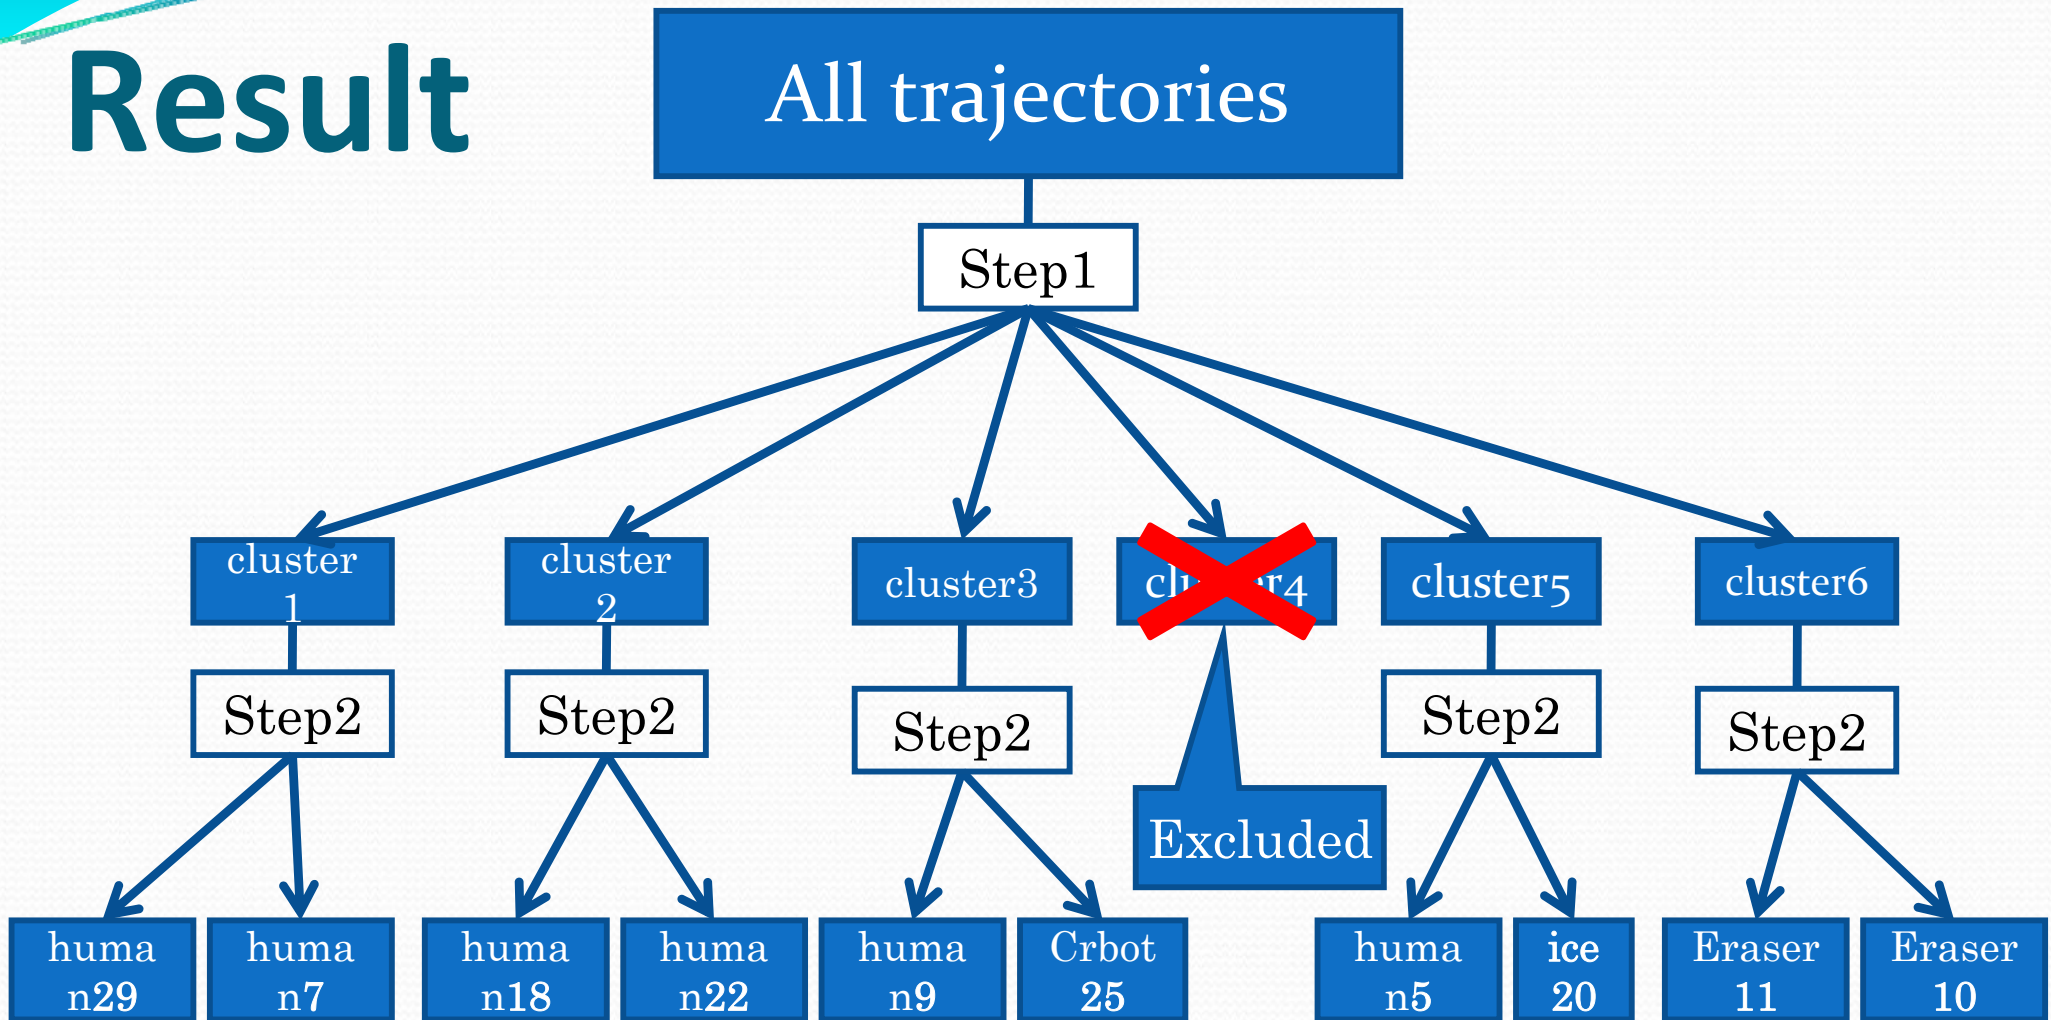 Result
All trajectories
Step1
cluster
1
cluster
2
cluster3
cluster5
cluster6
Step2
Step2
Step2
Step2
Step2
Excluded
huma
n29
huma
n7
huma
n18
huma
n22
huma
n9
Crbot
25
huma
n5
ice
20
Eraser
11
Eraser
10